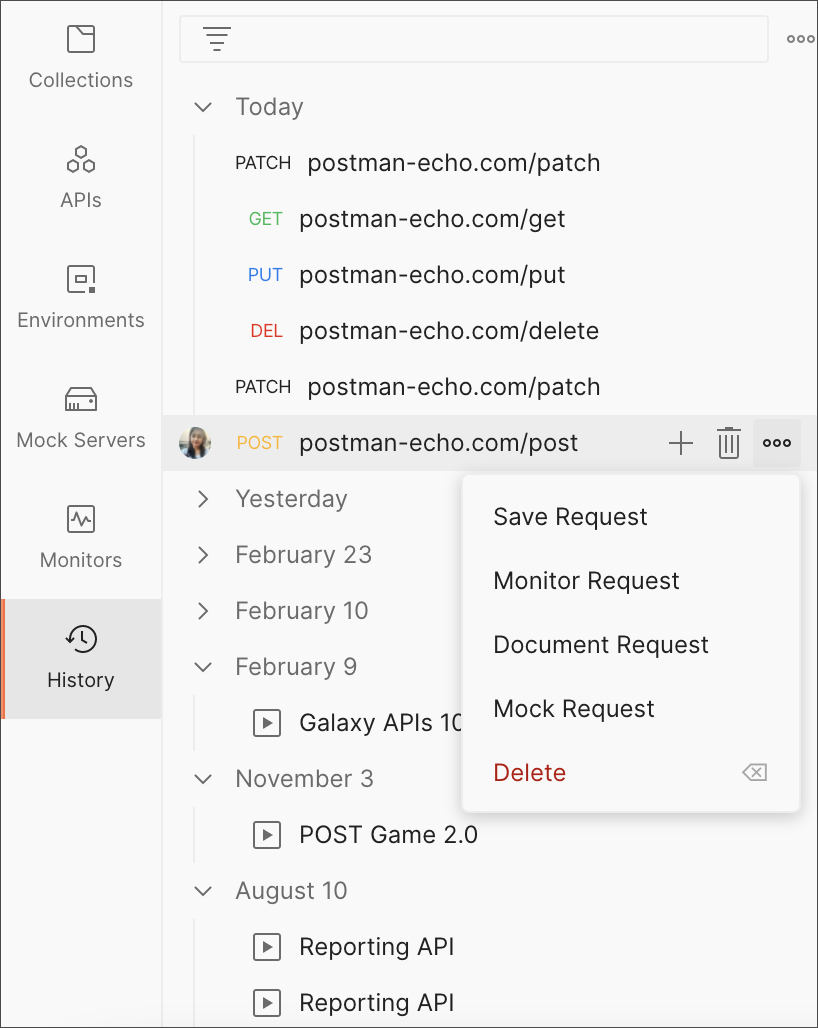 Collections
APIs
Environments
Mock Servers
Monitors
History
Today
PATCH postman-echo.com/patch
GET postman-echo.com/get
PUT postman-echo.com/put
DEL postman-echo.com/delete
PATCH postman-echo.com/patch
POST postman-echo.com/post
Yesterday
February 23
February 10
February 9
Galaxy APIs 10
November 3
POST Game 2.0
August 10
Reporting API
Reporting API
Save Request
Monitor Request
Document Request
Mock Request
Delete